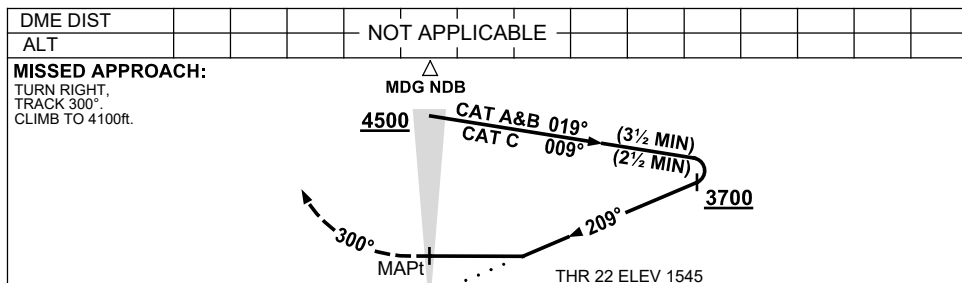 DME DIST
ALT
NOT APPLICABLE
MISSED APPROACH:
TURN RIGHT,
TRACK 300°.
CLIMB TO 4100ft.
MDG NDB
4500
CAT A&B 019° (3½ MIN)
CAT C 009° (2½ MIN)
3700
209°
300°
MAPt
THR 22 ELEV 1545